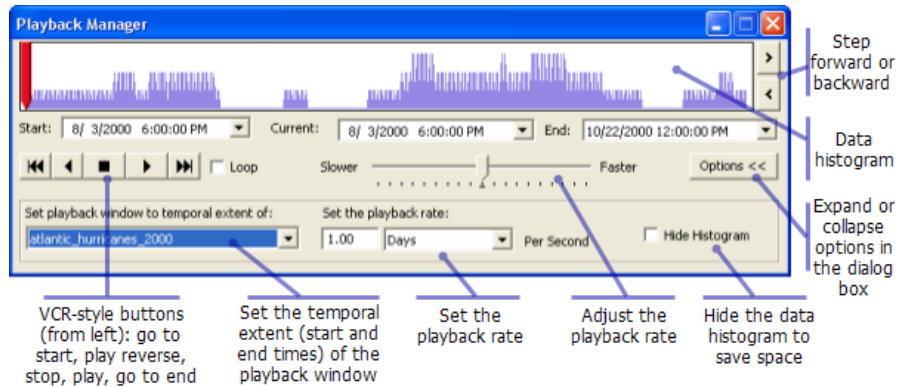 Playback Manager
Step
forward or
backward
Start: 8/ 3/2000 6:00:00 PM Current: 8/ 3/2000 6:00:00 PM End: 10/22/2000 12:00:00 PM
Data
histogram
Loop Slower Faster Options <<
Set playback window to temporal extent of: Set the playback rate:
atlantic_hurricanes_2000 1.00 Days Per Second Hide Histogram
Expand or
collapse
options in
the dialog
box
VCR-style buttons
(from left): go to
start, play reverse,
stop, play, go to end
Set the temporal
extent (start and
end times) of the
playback window
Set the
playback rate
Adjust the
playback rate
Hide the data
histogram to
save space